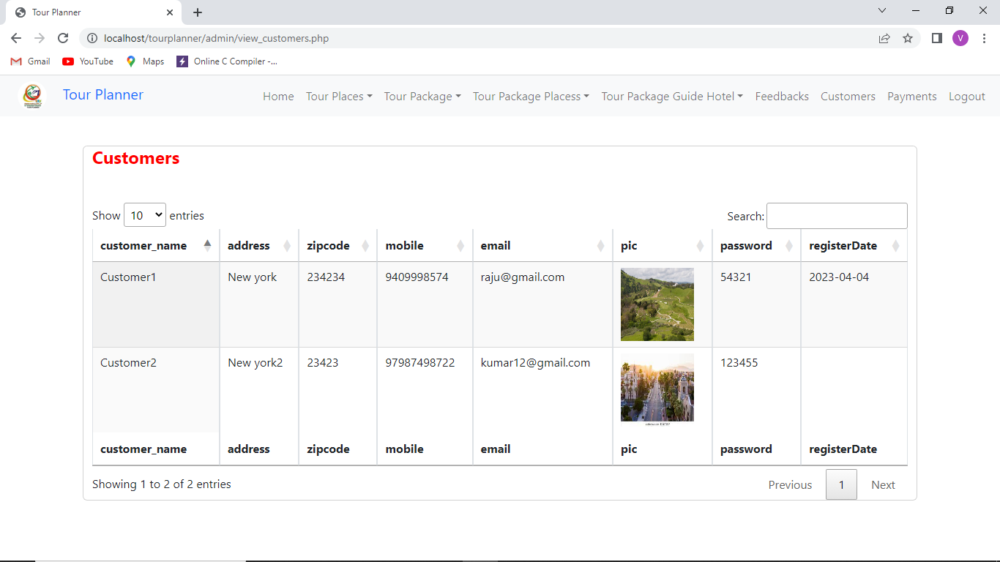 Tour Planner
localhost/tourplanner/admin/view_customers.php
V
Gmail YouTube Maps Online C Compiler -...
Tour Planner Home Tour Places Tour Package Tour Package Placess Tour Package Guide Hotel Feedbacks Customers Payments Logout
Customers
Show 10 entries Search:
customer_name address zipcode mobile email pic password registerDate
Customer1 New york 234234 9409998574 raju@gmail.com 54321 2023-04-04
Customer2 New york2 23423 97987498722 kumar12@gmail.com 123455
customer_name address zipcode mobile email pic password registerDate
Showing 1 to 2 of 2 entries Previous 1 Next